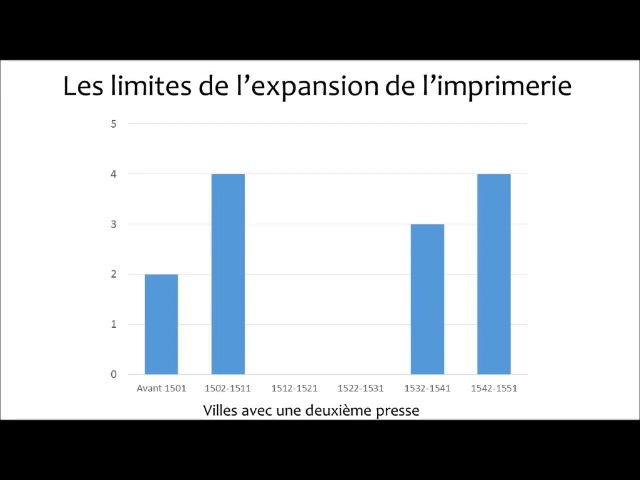 Les limites de l'expansion de l'imprimerie
5
4
3
2
1
0
Avant 1501 1502-1511 1512-1521 1522-1531 1532-1541 1542-1551
Villes avec une deuxième presse